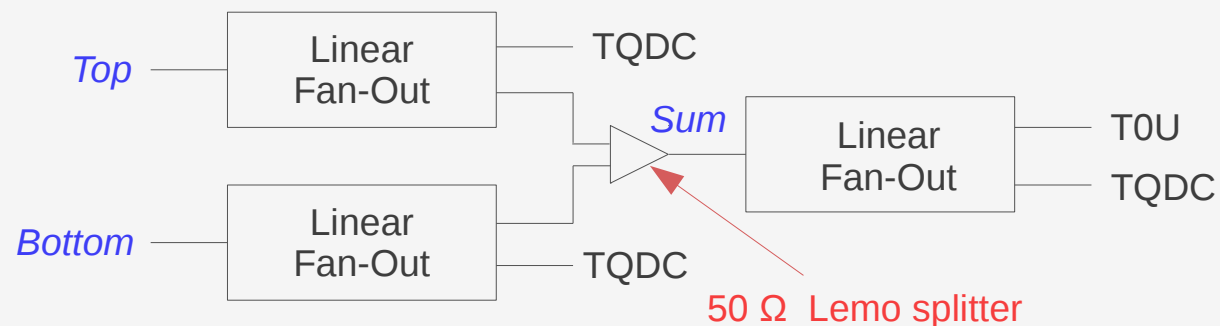 Top
Linear
Fan-Out
TQDC
Sum
Linear
Fan-Out
T0U
TQDC
Bottom
Linear
Fan-Out
TQDC
50 Ω Lemo splitter